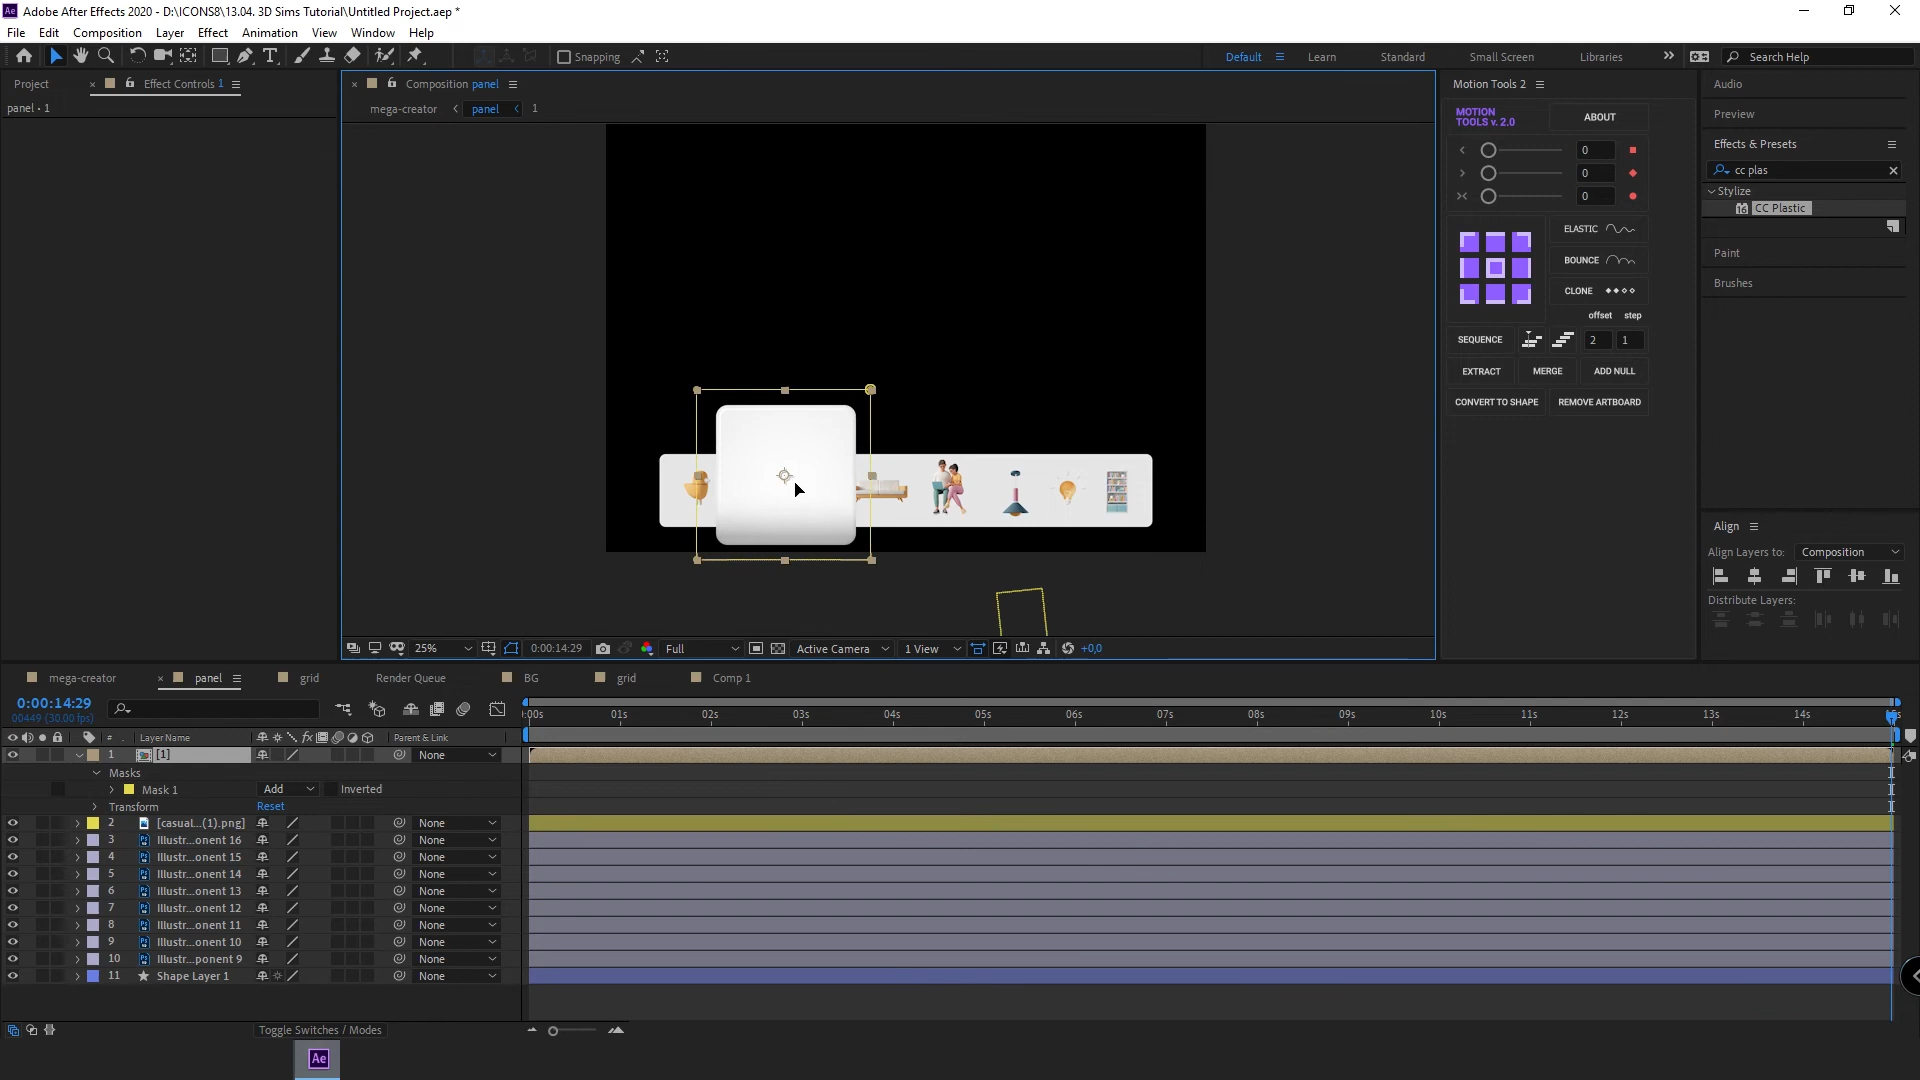 Adobe After Effects 2020 - D:\ICONS8\13.04. 3D Sims Tutorial\Untitled Project.aep *
File Edit Composition Layer Effect Animation View Window Help
Snapping
Default Learn Standard Small Screen Libraries Search Help
Project Effect Controls 1
panel • 1
Composition panel
mega-creator panel 1
Motion Tools 2
MOTION
TOOLS v. 2.0
ABOUT
0
0
0
ELASTIC
BOUNCE
CLONE
offset step
SEQUENCE 2 1
EXTRACT MERGE ADD NULL
CONVERT TO SHAPE REMOVE ARTBOARD
Audio
Preview
Effects & Presets
cc plas
Stylize
CC Plastic
Paint
Brushes
Align
Align Layers to: Composition
Distribute Layers:
25% 0:00:14:29 Full Active Camera 1 View +0,0
mega-creator panel grid Render Queue BG grid Comp 1
0:00:14:29
00449 (30.00 fps)
:00s 01s 02s 03s 04s 05s 06s 07s 08s 09s 10s 11s 12s 13s 14s
# Layer Name Parent & Link
1 [1] None
Masks
Mask 1 Add Inverted
Transform Reset
2 [casual...(1).png] None
3 Illustr...onent 16 None
4 Illustr...onent 15 None
5 Illustr...onent 14 None
6 Illustr...onent 13 None
7 Illustr...onent 12 None
8 Illustr...onent 11 None
9 Illustr...onent 10 None
10 Illustr...ponent 9 None
11 Shape Layer 1 None
Toggle Switches / Modes
Ae